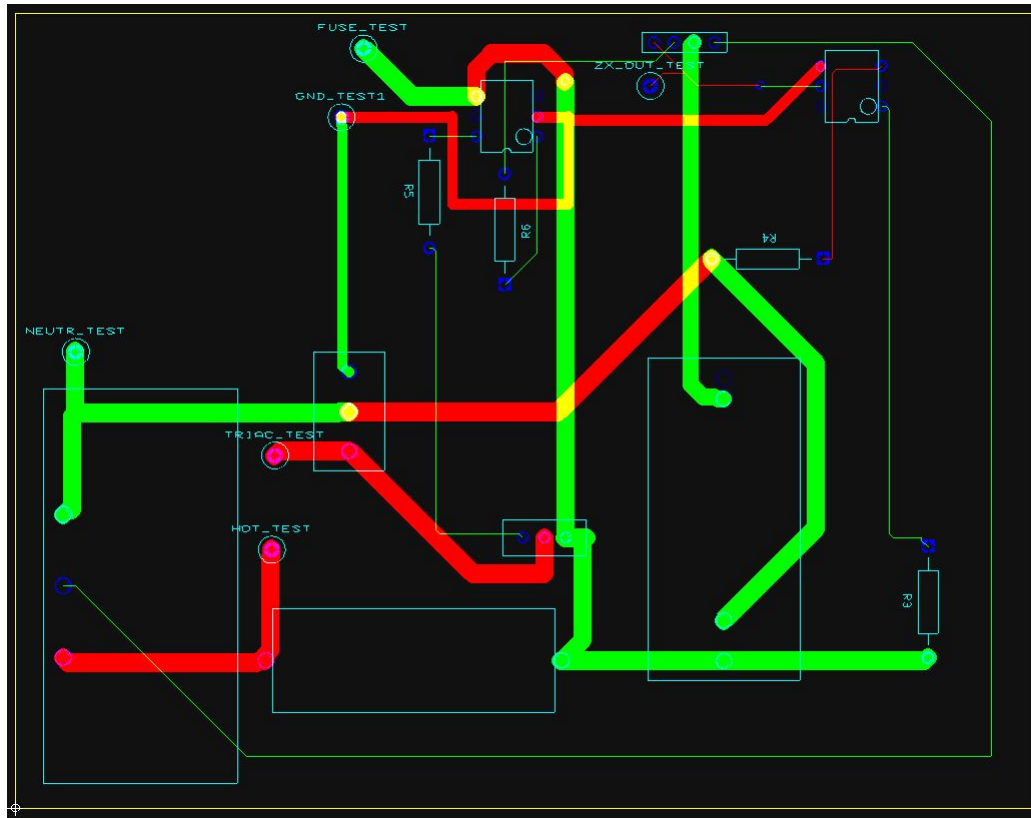 FUSE_TEST
ZX_OUT_TEST
GND_TEST1
R5
R6
R4
NEUTR_TEST
TRIAC_TEST
HOT_TEST
R3